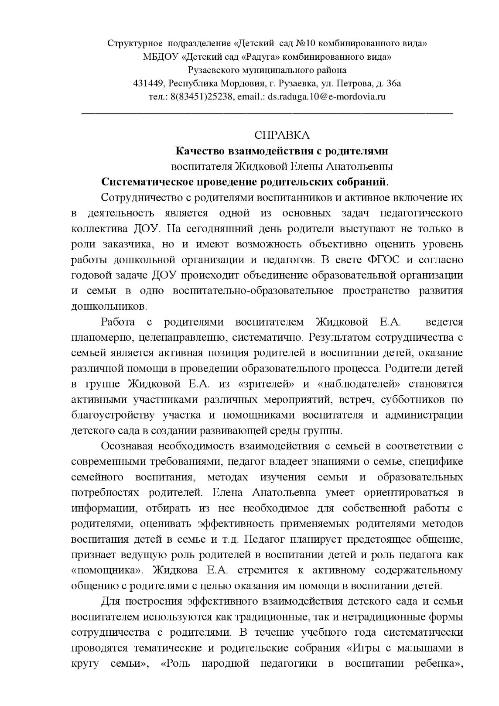 Структурное подразделение «Детский сад №10 комбинированного вида»
МБДОУ «Детский сад «Радуга» комбинированного вида»
Рузаевского муниципального района
431449, Республика Мордовия, г. Рузаевка, ул. Петрова, д. 36а
тел.: 8(83451)25238, email.: ds.raduga.10@e-mordovia.ru
СПРАВКА
Качество взаимодействия с родителями
воспитателя Жидковой Елены Анатольевны
Систематическое проведение родительских собраний.
Сотрудничество с родителями воспитанников и активное включение их
в деятельность является одной из основных задач педагогического
коллектива ДОУ. На сегодняшний день родители выступают не только в
роли заказчика, но и имеют возможность объективно оценить уровень
работы дошкольной организации и педагогов. В свете ФГОС и согласно
годовой задаче ДОУ происходит объединение образовательной организации
и семьи в одно воспитательно-образовательное пространство развития
дошкольников.
Работа с родителями воспитателем Жидковой Е.А. ведется
планомерно, целенаправленно, систематично. Результатом сотрудничества с
семьей является активная позиция родителей в воспитании детей, оказание
различной помощи в проведении образовательного процесса. Родители детей
в группе Жидковой Е.А. из «зрителей» и «наблюдателей» становятся
активными участниками различных мероприятий, встреч, субботников по
благоустройству участка и помощниками воспитателя и администрации
детского сада в создании развивающей среды группы.
Осознавая необходимость взаимодействия с семьей в соответствии с
современными требованиями, педагог владеет знаниями о семье, специфике
семейного воспитания, методах изучения семьи и образовательных
потребностях родителей. Елена Анатольевна умеет ориентироваться в
информации, отбирать из нее необходимое для собственной работы с
родителями, оценивать эффективность применяемых родителями методов
воспитания детей в семье и т.д. Педагог планирует предстоящее общение,
признает ведущую роль родителей в воспитании детей и роль педагога как
«помощника». Жидкова Е.А. стремится к активному содержательному
общению с родителями с целью оказания им помощи в воспитании детей.
Для построения эффективного взаимодействия детского сада и семьи
воспитателем используются как традиционные, так и нетрадиционные формы
сотрудничества с родителями. В течение учебного года систематически
проводятся тематические и родительские собрания «Игры с малышами в
кругу семьи», «Роль народной педагогики в воспитании ребенка»,